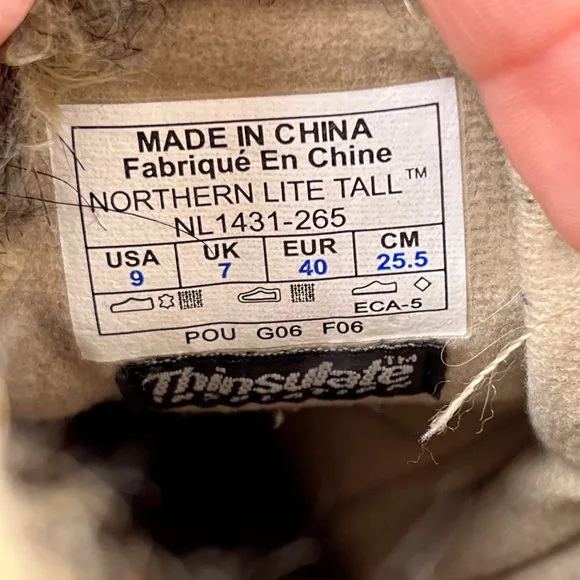 MADE IN CHINA
Fabriqué En Chine
NORTHERN LITE TALL™
NL1431-265
USA UK EUR CM
9 7 40 25.5
ECA-5
POU G06 F06
Thinsulate™